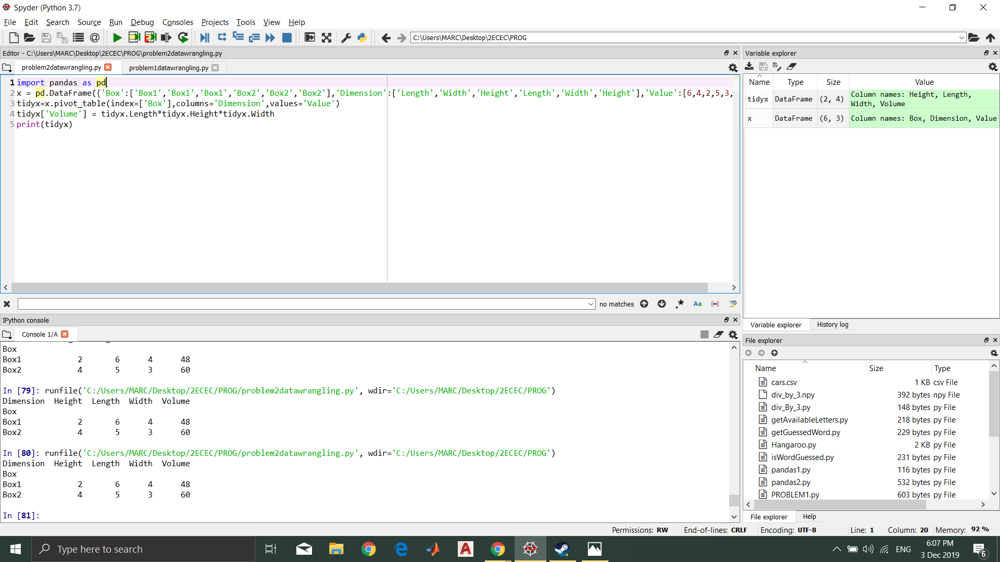 Spyder (Python 3.7)
File Edit Search Source Run Debug Consoles Projects Tools View Help
C:\Users\MARC\Desktop\2ECEC\PROG
Editor - C:\Users\MARC\Desktop\2ECEC\PROG\problem2datawrangling.py
problem2datawrangling.py problem1datawrangling.py
1 import pandas as pd
2 x = pd.DataFrame({'Box':['Box1','Box1','Box1','Box2','Box2','Box2'],'Dimension':['Length','Width','Height','Length','Width','Height'],'Value':[6,4,2,5,3,
3 tidyx=x.pivot_table(index=['Box'],columns='Dimension',values='Value')
4 tidyx['Volume'] = tidyx.Length*tidyx.Height*tidyx.Width
5 print(tidyx)
no matches
Aa
IPython console
Console 1/A
Box
Box1 2 6 4 48
Box2 4 5 3 60
In [79]: runfile('C:/Users/MARC/Desktop/2ECEC/PROG/problem2datawrangling.py', wdir='C:/Users/MARC/Desktop/2ECEC/PROG')
Dimension Height Length Width Volume
Box
Box1 2 6 4 48
Box2 4 5 3 60
In [80]: runfile('C:/Users/MARC/Desktop/2ECEC/PROG/problem2datawrangling.py', wdir='C:/Users/MARC/Desktop/2ECEC/PROG')
Dimension Height Length Width Volume
Box
Box1 2 6 4 48
Box2 4 5 3 60
In [81]:
Variable explorer
Name Type Size Value
tidyx DataFrame (2, 4) Column names: Height, Length,
Width, Volume
x DataFrame (6, 3) Column names: Box, Dimension, Value
Variable explorer History log
File explorer
Name Size Type
cars.csv 1 KB csv File
div_by_3.npy 392 bytes npy File
div_By_3.py 148 bytes py File
getAvailableLetters.py 218 bytes py File
getGuessedWord.py 229 bytes py File
Hangaroo.py 2 KB py File
isWordGuessed.py 231 bytes py File
pandas1.py 116 bytes py File
pandas2.py 532 bytes py File
PROBLEM1.py 603 bytes py File
File explorer Help
Permissions: RW End-of-lines: CRLF Encoding: UTF-8 Line: 1 Column: 20 Memory: 92 %
Type here to search
ENG
6:07 PM
3 Dec 2019
6